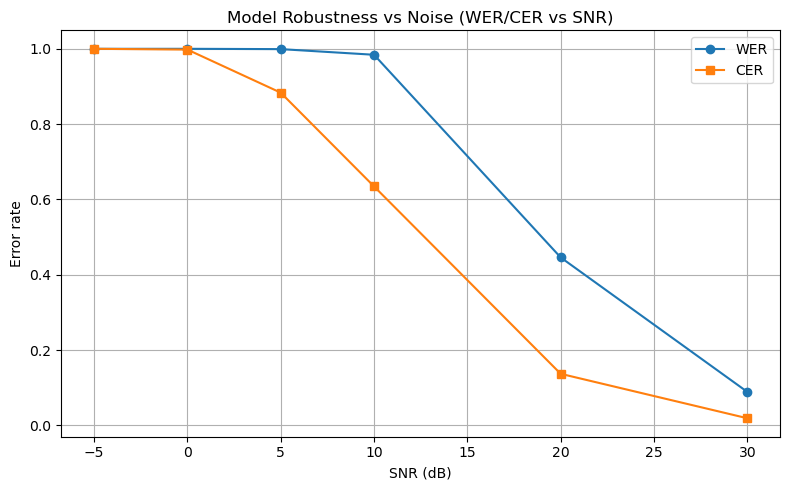 Model Robustness vs Noise (WER/CER vs SNR)
WER
CER
Error rate
1.0
0.8
0.6
0.4
0.2
0.0
−5 0 5 10 15 20 25 30
SNR (dB)